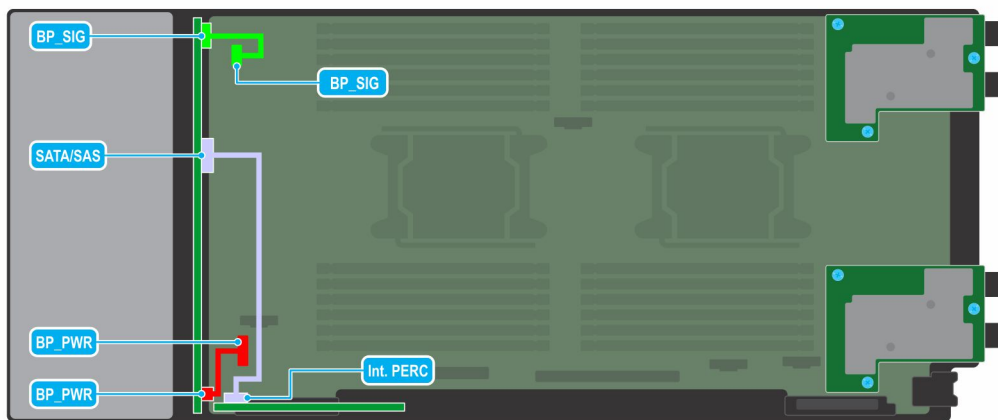 BP_SIG
BP_SIG
SATA/SAS
BP_PWR
Int. PERC
BP_PWR